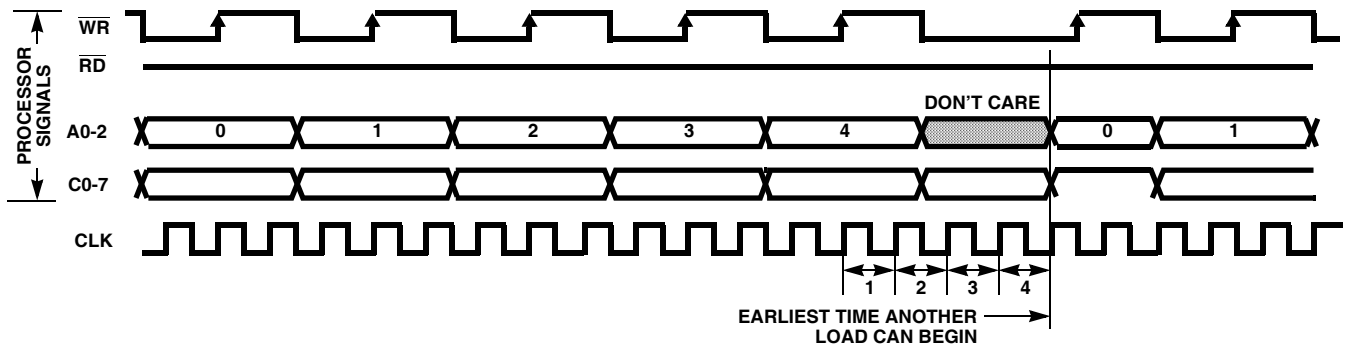 PROCESSOR
SIGNALS
WR
RD
DON'T CARE
A0-2 0 1 2 3 4 0 1
C0-7
CLK
1 2 3 4
EARLIEST TIME ANOTHER
LOAD CAN BEGIN